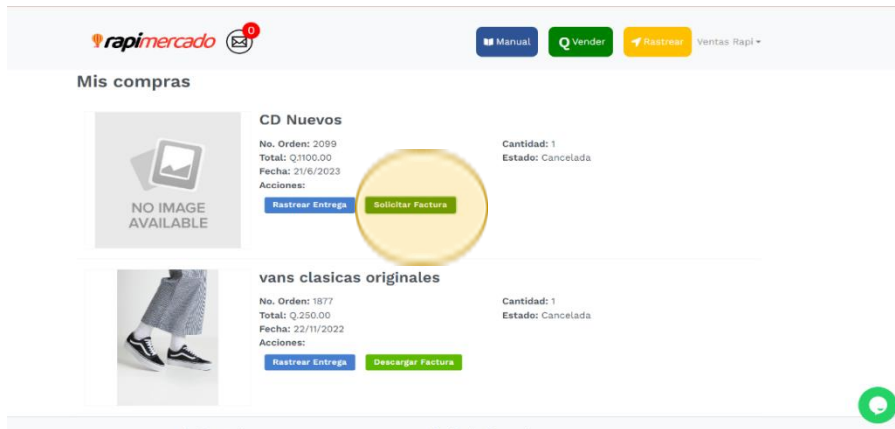 rapimercado
0
Manual
Q Vender
Rastrear
Ventas Rapi
Mis compras
NO IMAGE
AVAILABLE
CD Nuevos
No. Orden: 2099
Total: Q.1100.00
Fecha: 21/6/2023
Acciones:
Cantidad: 1
Estado: Cancelada
Rastrear Entrega
Solicitar Factura
vans clasicas originales
No. Orden: 1877
Total: Q.250.00
Fecha: 22/11/2022
Acciones:
Cantidad: 1
Estado: Cancelada
Rastrear Entrega
Descargar Factura